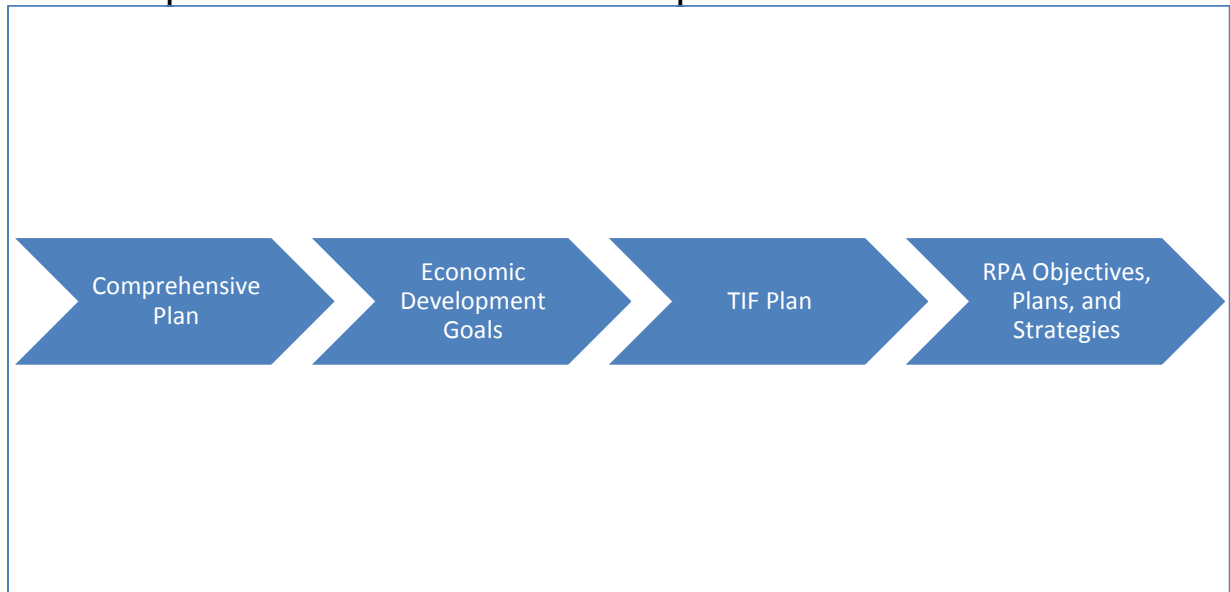 Comprehensive
Plan
Economic
Development
Goals
TIF Plan
RPA Objectives,
Plans, and
Strategies